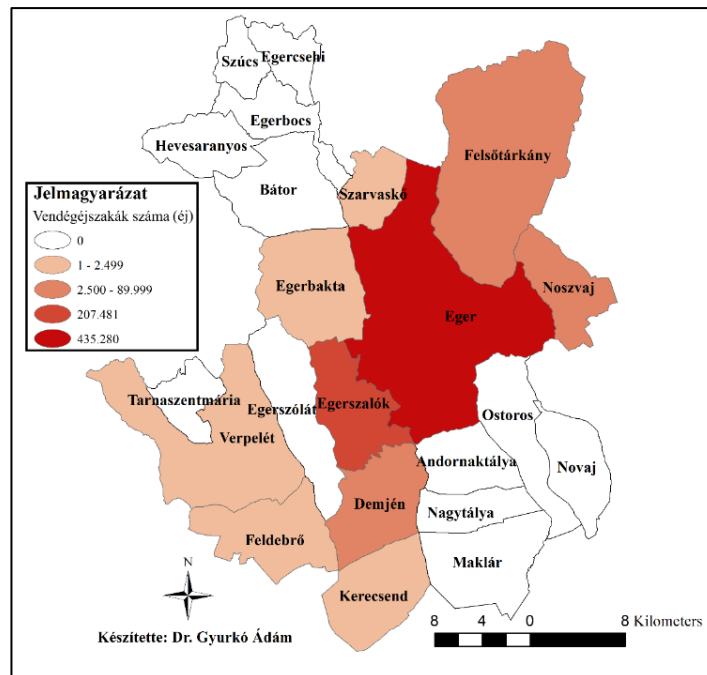 Szúcs
Egercsehi
Egerbocs
Hevesaranyos
Bátor
Szarvaskő
Felsőtárkány
Jelmagyarázat
Vendégéjszakák száma (éj)
0
1 - 2.499
2.500 - 89.999
207.481
435.280
Egerbakta
Noszvaj
Eger
Tarnaszentmária
Egerszólát
Egerszalók
Verpelét
Ostoros
Andornaktálya
Novaj
Demjén
Nagytálya
Feldebrő
Maklár
Kerecsend
N
Készítette: Dr. Gyurkó Ádám
8 4 0 8 Kilometers